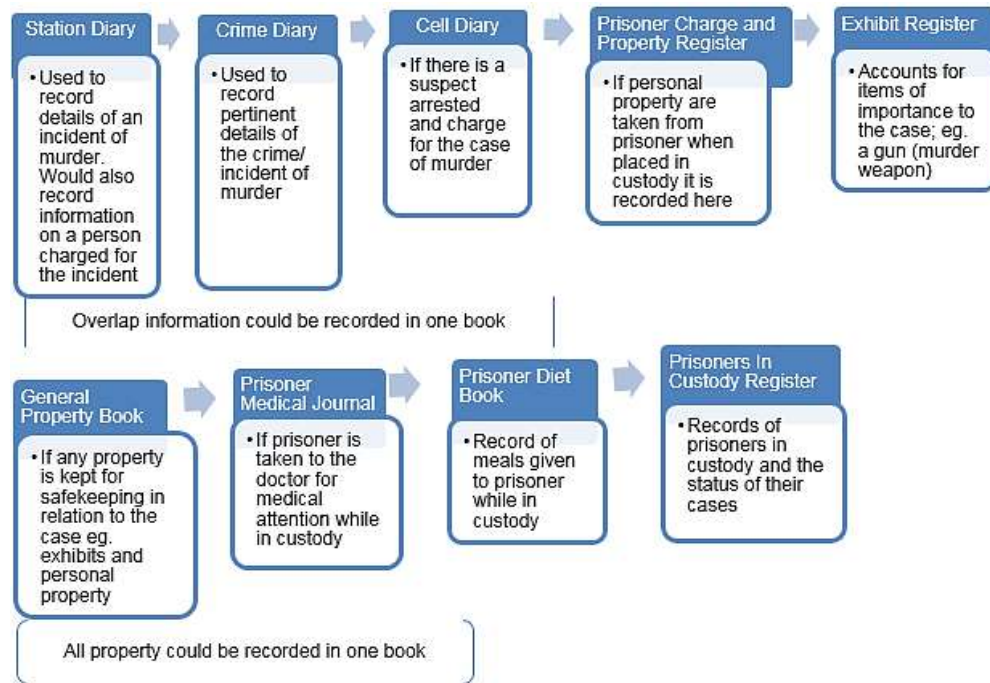 Station Diary
• Used to
record
details of an
incident of
murder.
Would also
record
information
on a person
charged for
the incident
Crime Diary
• Used to
record
pertinent
details of
the crime/
incident of
murder
Cell Diary
• If there is a
suspect
arrested
and charge
for the case
of murder
Prisoner Charge and
Property Register
• If personal
property are
taken from
prisoner when
placed in
custody it is
recorded here
Exhibit Register
• Accounts for
items of
importance to
the case; eg.
a gun (murder
weapon)
Overlap information could be recorded in one book
General
Property Book
• If any property
is kept for
safekeeping in
relation to the
case eg.
exhibits and
personal
property
Prisoner
Medical Journal
• If prisoner is
taken to the
doctor for
medical
attention while
in custody
Prisoner Diet
Book
• Record of
meals given
to prisoner
while in
custody
Prisoners In
Custody Register
• Records of
prisoners in
custody and the
status of their
cases
All property could be recorded in one book